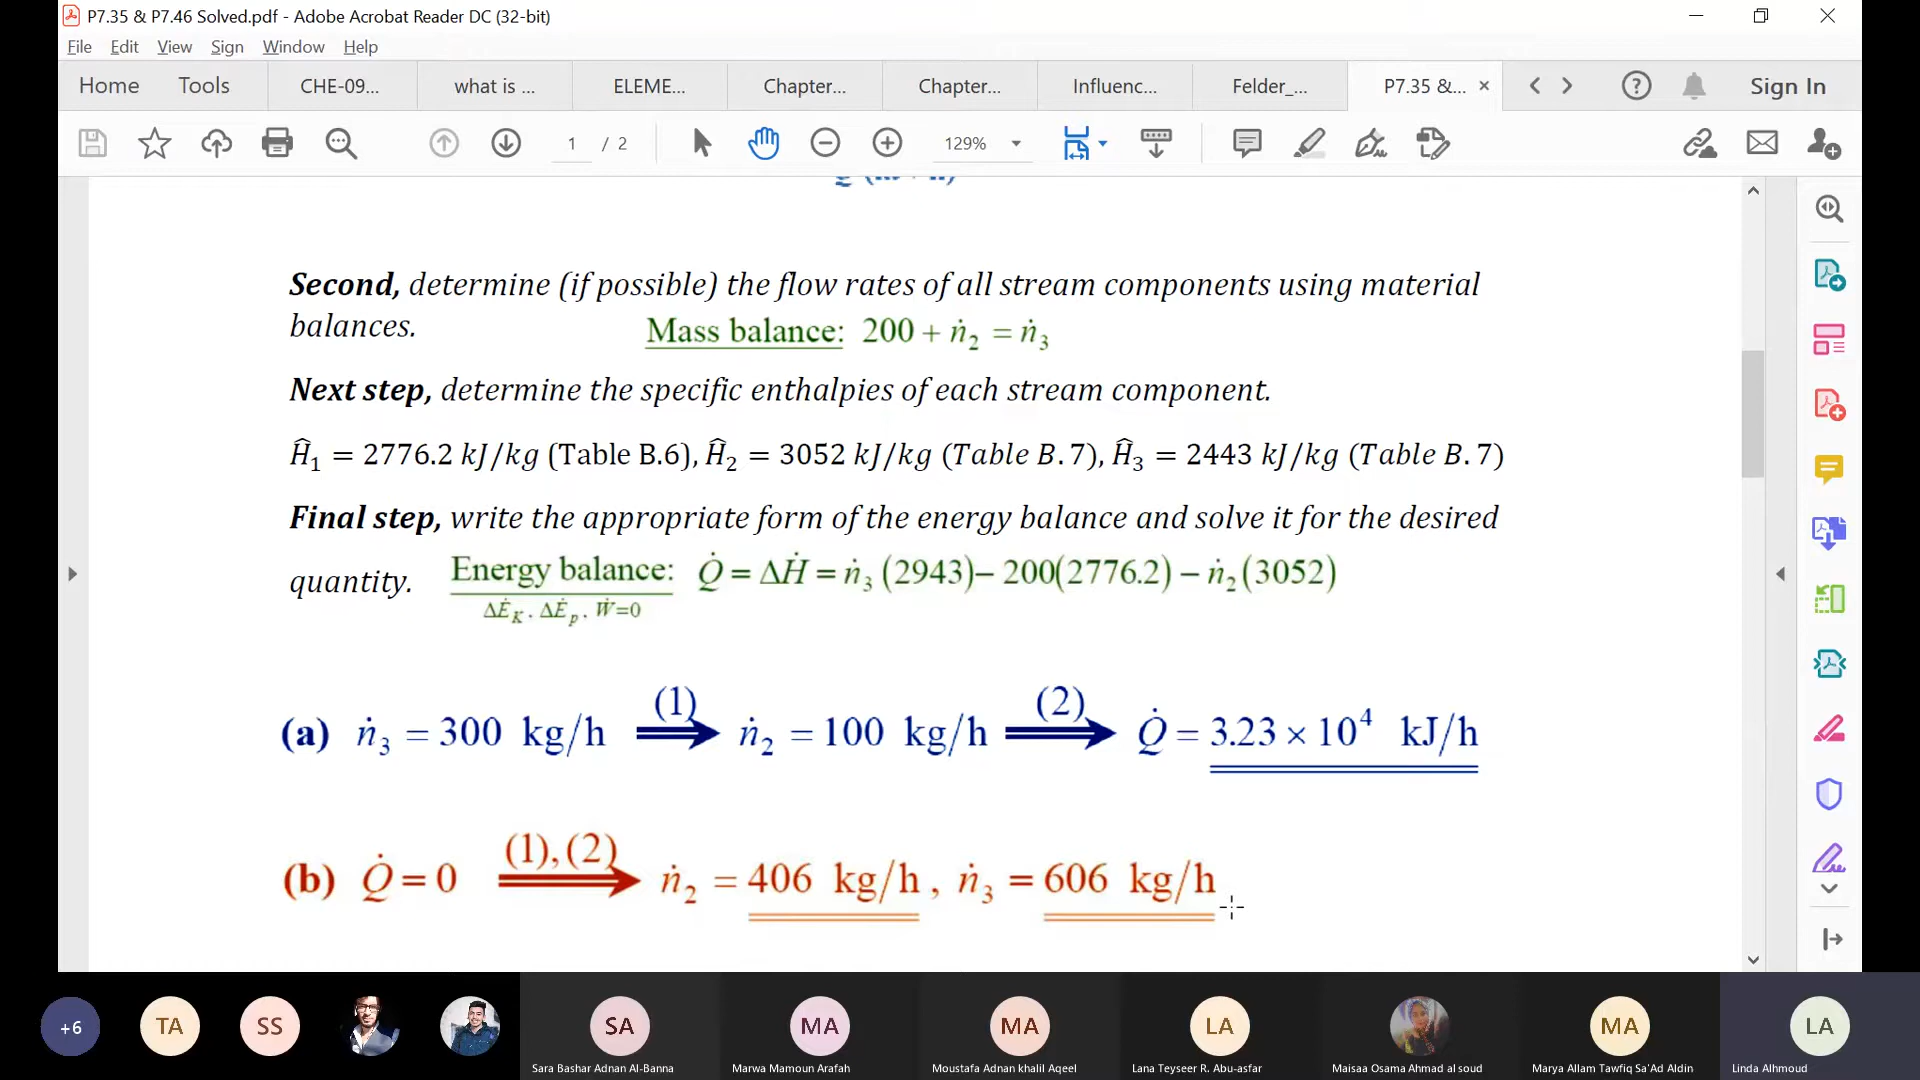 P7.35 & P7.46 Solved.pdf - Adobe Acrobat Reader DC (32-bit)
File Edit View Sign Window Help
Home Tools CHE-09... what is ... ELEME... Chapter... Chapter... Influenc... Felder_... P7.35 &... × Sign In
1 / 2 129%
Second, determine (if possible) the flow rates of all stream components using material
balances. Mass balance: 200 + ṅ₂ = ṅ₃
Next step, determine the specific enthalpies of each stream component.
Ĥ₁ = 2776.2 kJ/kg (Table B.6), Ĥ₂ = 3052 kJ/kg (Table B.7), Ĥ₃ = 2443 kJ/kg (Table B.7)
Final step, write the appropriate form of the energy balance and solve it for the desired
quantity. Energy balance: Q̇ = ΔḢ = ṅ₃ (2943)− 200(2776.2) − ṅ₂(3052)
ΔĖ_K . ΔĖ_p . Ẇ=0
(1) (2)
(a) ṅ₃ = 300 kg/h ⟹ ṅ₂ = 100 kg/h ⟹ Q̇ = 3.23 × 10⁴ kJ/h
(1),(2)
(b) Q̇ = 0 ⟹ ṅ₂ = 406 kg/h , ṅ₃ = 606 kg/h
+6 TA SS SA MA MA LA MA LA
Sara Bashar Adnan Al-Banna Marwa Mamoun Arafah Moustafa Adnan khalil Aqeel Lana Teyseer R. Abu-asfar Maisaa Osama Ahmad al soud Marya Allam Tawfiq Sa'Ad Aldin Linda Alhmoud